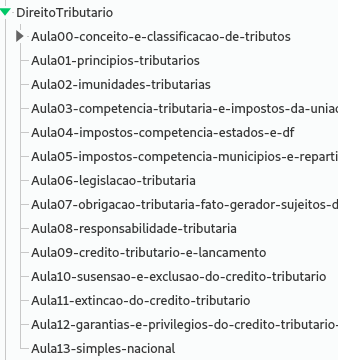 DireitoTributario
Aula00-conceito-e-classificacao-de-tributos
Aula01-principios-tributarios
Aula02-imunidades-tributarias
Aula03-competencia-tributaria-e-impostos-da-uniao
Aula04-impostos-competencia-estados-e-df
Aula05-impostos-competencia-municipios-e-reparti
Aula06-legislacao-tributaria
Aula07-obrigacao-tributaria-fato-gerador-sujeitos-d
Aula08-responsabilidade-tributaria
Aula09-credito-tributario-e-lancamento
Aula10-susensao-e-exclusao-do-credito-tributario
Aula11-extincao-do-credito-tributario
Aula12-garantias-e-privilegios-do-credito-tributario-
Aula13-simples-nacional